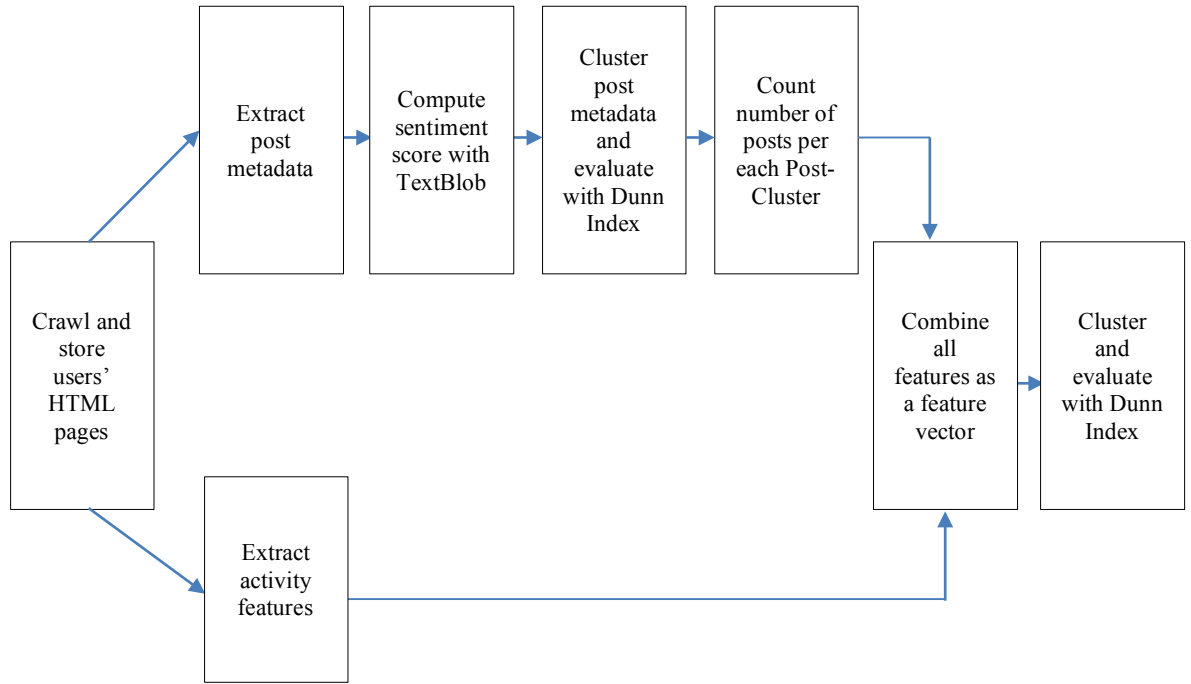 Crawl and
store
users’
HTML
pages
Extract
post
metadata
Compute
sentiment
score with
TextBlob
Cluster
post
metadata
and
evaluate
with Dunn
Index
Count
number of
posts per
each Post-
Cluster
Extract
activity
features
Combine
all
features as
a feature
vector
Cluster
and
evaluate
with Dunn
Index